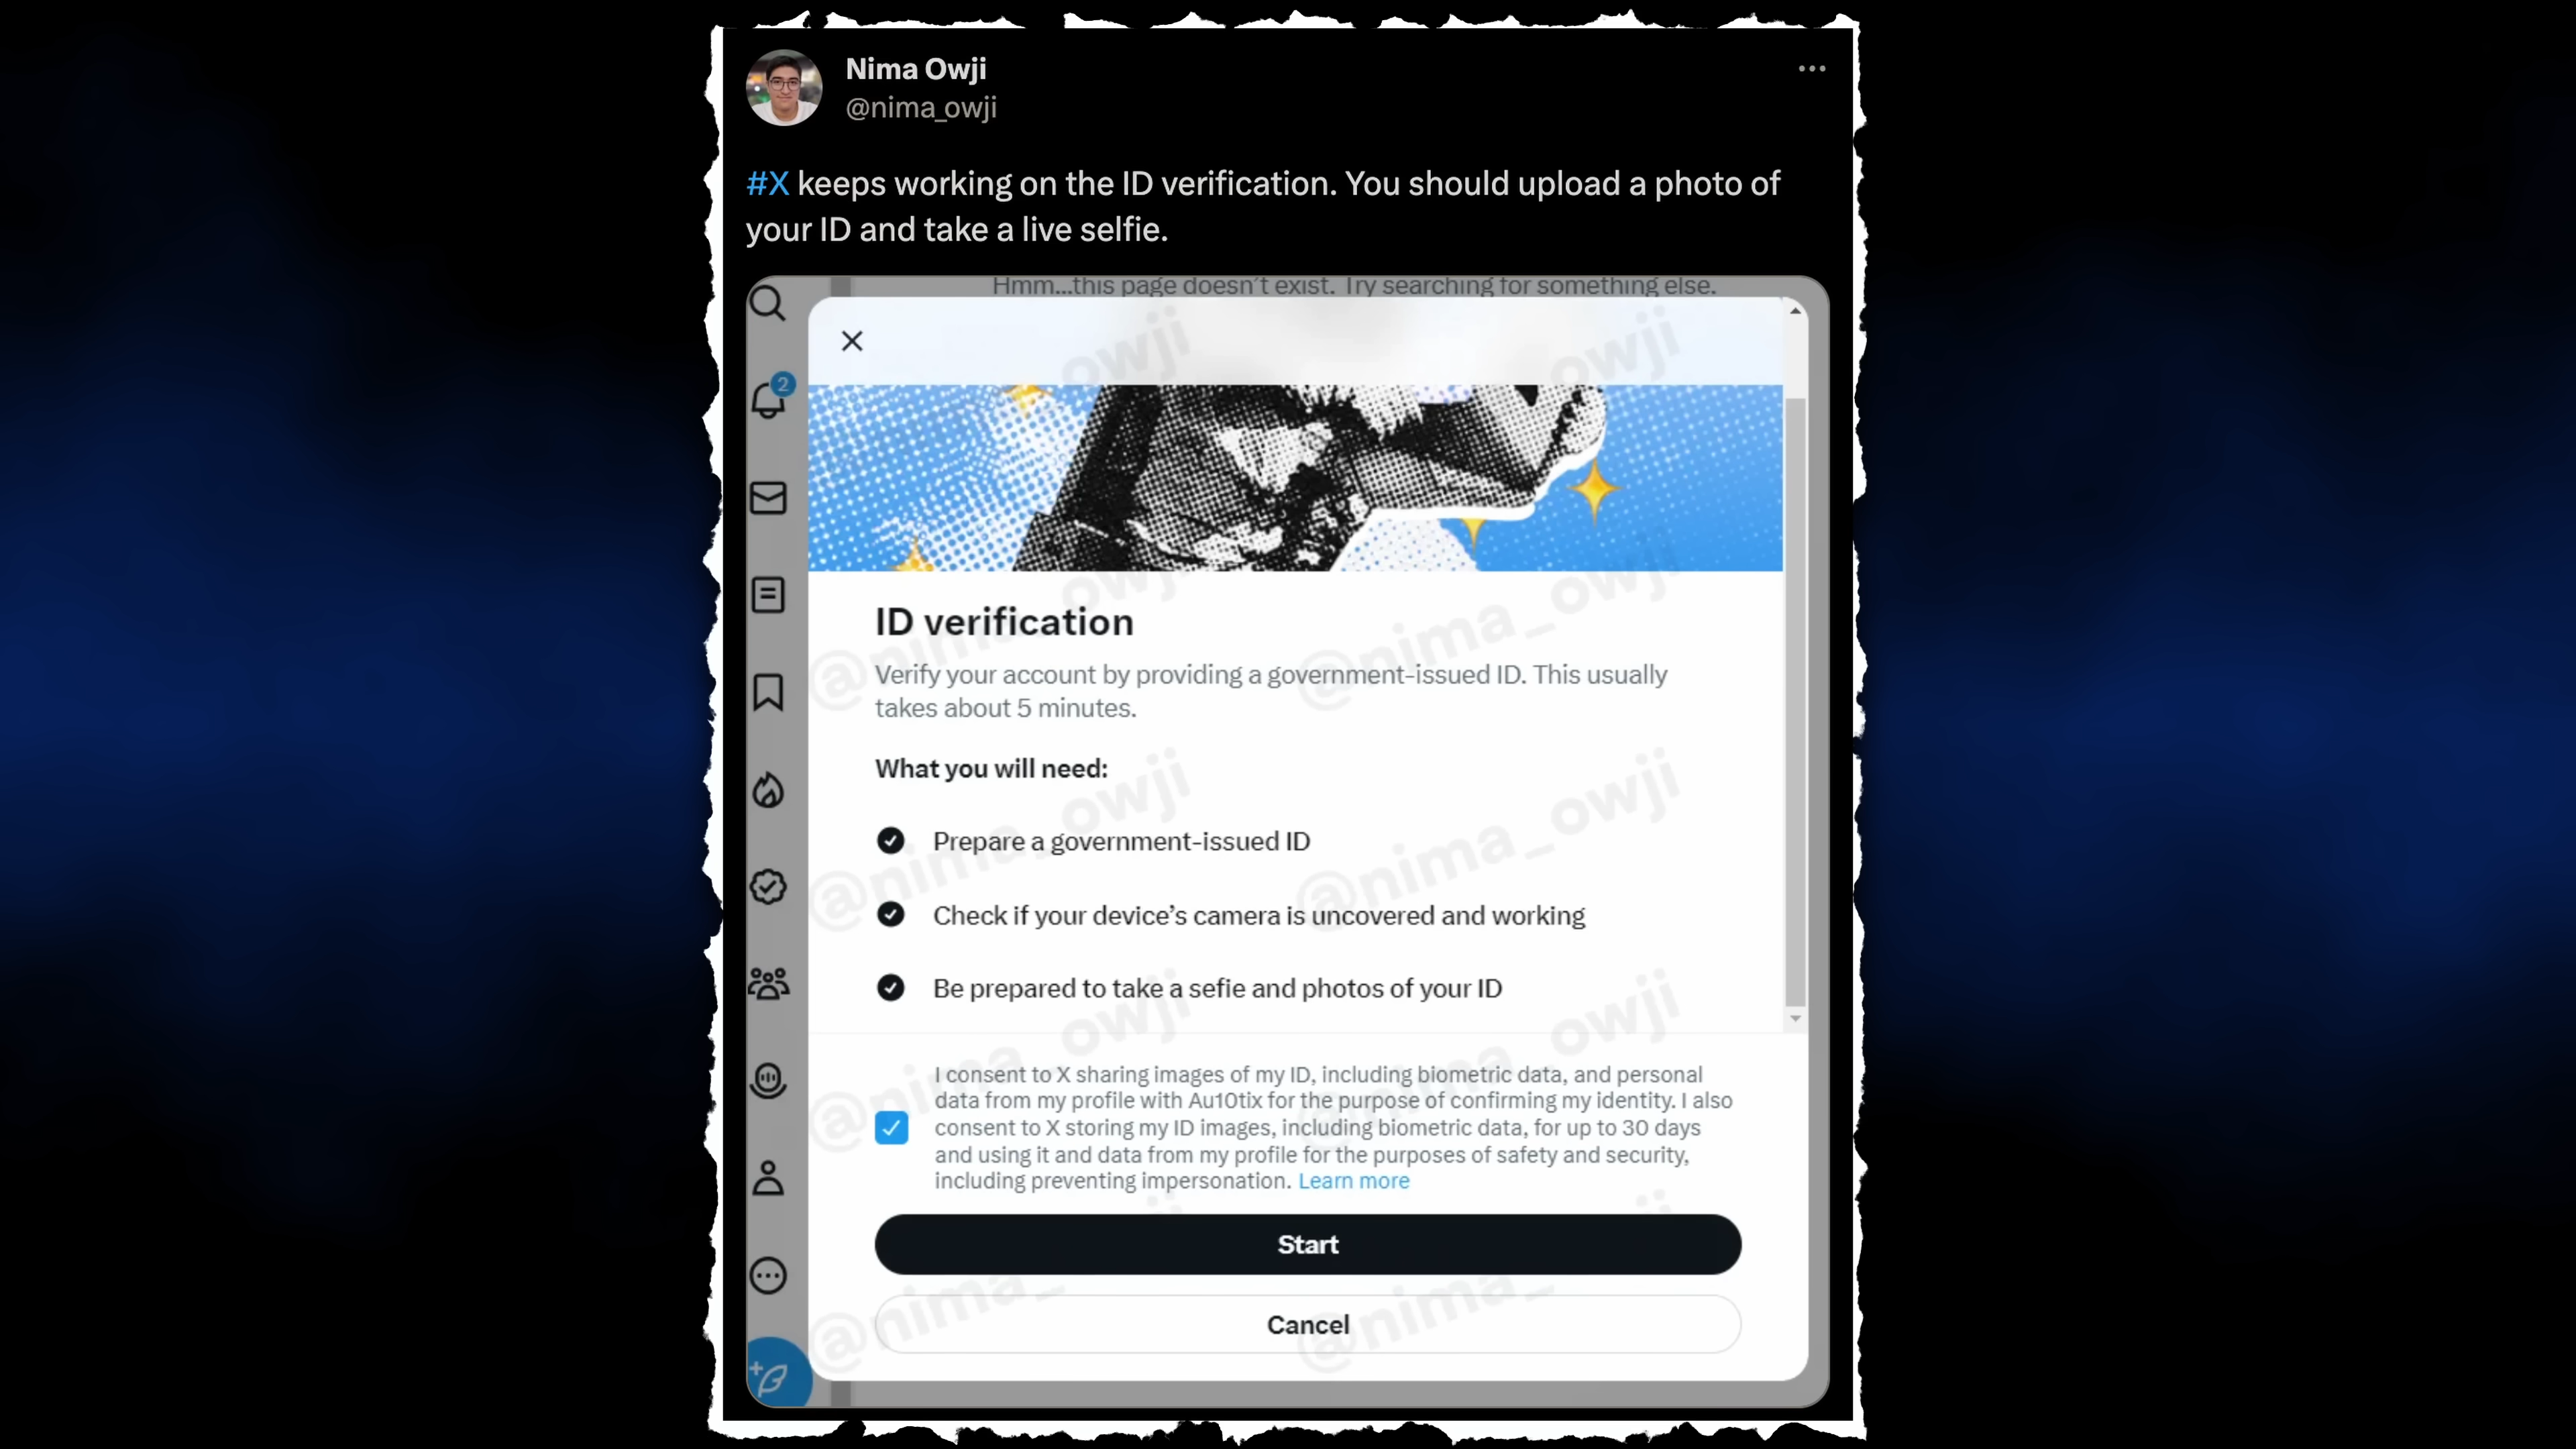 Nima Owji
@nima_owji
#X keeps working on the ID verification. You should upload a photo of
your ID and take a live selfie.
Hmm...this page doesn't exist. Try searching for something else.
2
ID verification
Verify your account by providing a government-issued ID. This usually
takes about 5 minutes.
What you will need:
Prepare a government-issued ID
Check if your device's camera is uncovered and working
Be prepared to take a sefie and photos of your ID
I consent to X sharing images of my ID, including biometric data, and personal
data from my profile with Au10tix for the purpose of confirming my identity. I also
consent to X storing my ID images, including biometric data, for up to 30 days
and using it and data from my profile for the purposes of safety and security,
including preventing impersonation. Learn more
Start
Cancel
@nima_owji